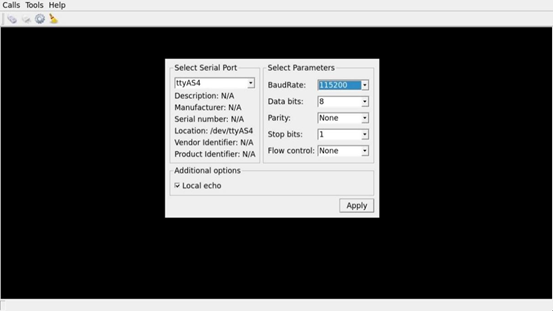 Calls Tools Help
Select Serial Port
ttyAS4
Description: N/A
Manufacturer: N/A
Serial number: N/A
Location: /dev/ttyAS4
Vendor Identifier: N/A
Product Identifier: N/A
Select Parameters
BaudRate: 115200
Data bits: 8
Parity: None
Stop bits: 1
Flow control: None
Additional options
Local echo
Apply